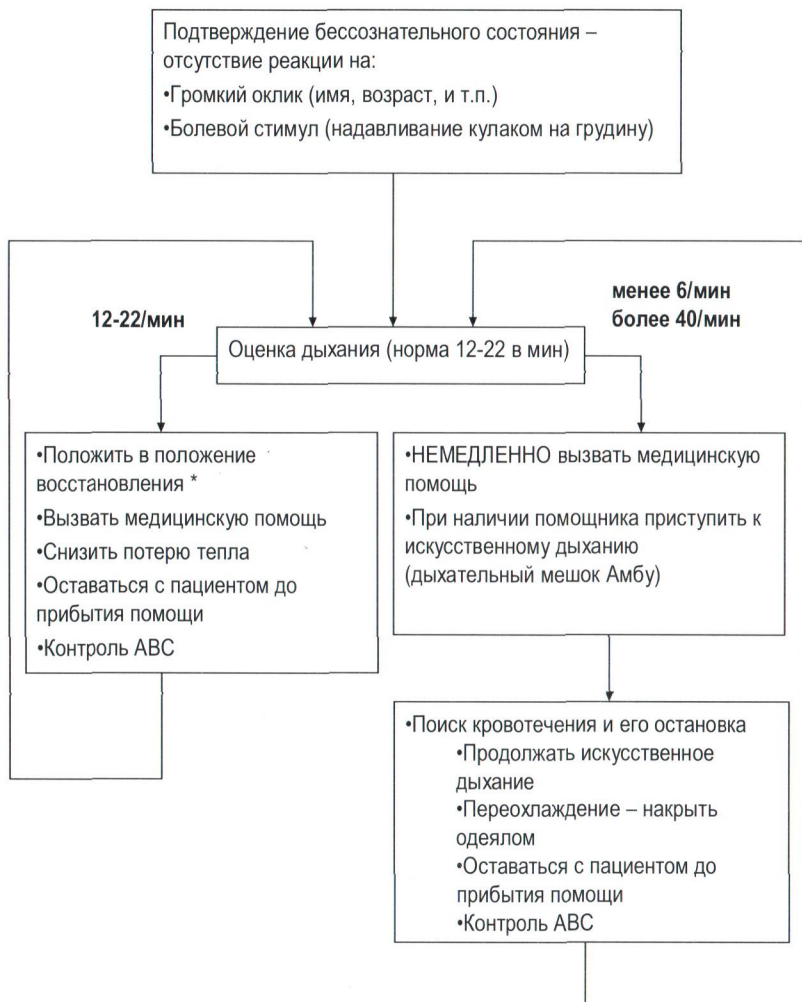 Подтверждение бессознательного состояния –
отсутствие реакции на:
•Громкий оклик (имя, возраст, и т.п.)
•Болевой стимул (надавливание кулаком на грудину)
12-22/мин
менее 6/мин
более 40/мин
Оценка дыхания (норма 12-22 в мин)
•Положить в положение
восстановления *
•Вызвать медицинскую помощь
•Снизить потерю тепла
•Оставаться с пациентом до
прибытия помощи
•Контроль АВС
•НЕМЕДЛЕННО вызвать медицинскую
помощь
•При наличии помощника приступить к
искусственному дыханию
(дыхательный мешок Амбу)
•Поиск кровотечения и его остановка
•Продолжать искусственное
дыхание
•Переохлаждение – накрыть
одеялом
•Оставаться с пациентом до
прибытия помощи
•Контроль АВС